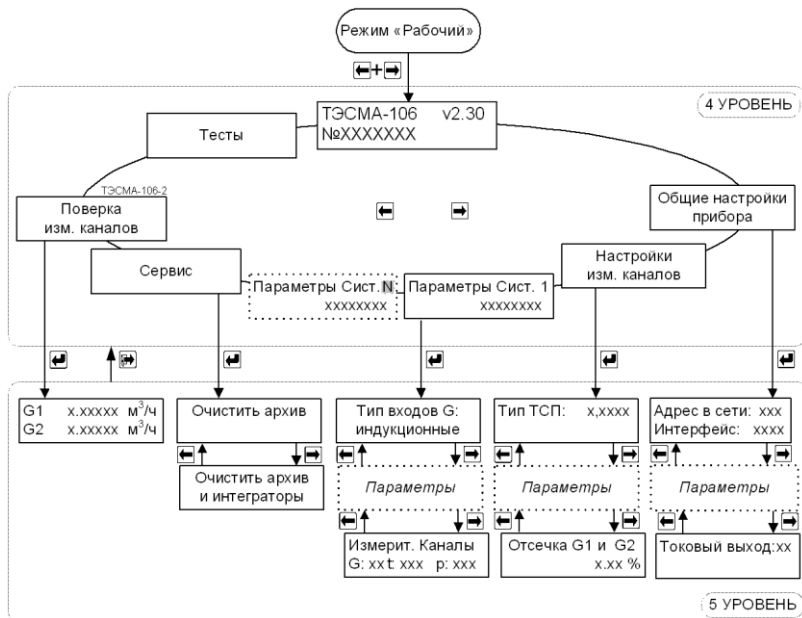 Режим «Рабочий»
+
4 УРОВЕНЬ
ТЭСМА-106 v2.30
№XXXXXXX
Тесты
ТЭСМА-106-2
Поверка
изм. каналов
Общие настройки
прибора
Сервис
Настройки
изм. каналов
Параметры Сист.N
xxxxxxxx
Параметры Сист. 1
xxxxxxxx
G1 x.xxxxx м³/ч
G2 x.xxxxx м³/ч
Очистить архив
Очистить архив
и интеграторы
Тип входов G:
индукционные
Параметры
Измерит. Каналы
G: xxt xxx p: xxx
Тип ТСП: x,xxxx
Параметры
Отсечка G1 и G2
x.xx %
Адрес в сети: xxx
Интерфейс: xxxx
Параметры
Токовый выход:xx
5 УРОВЕНЬ